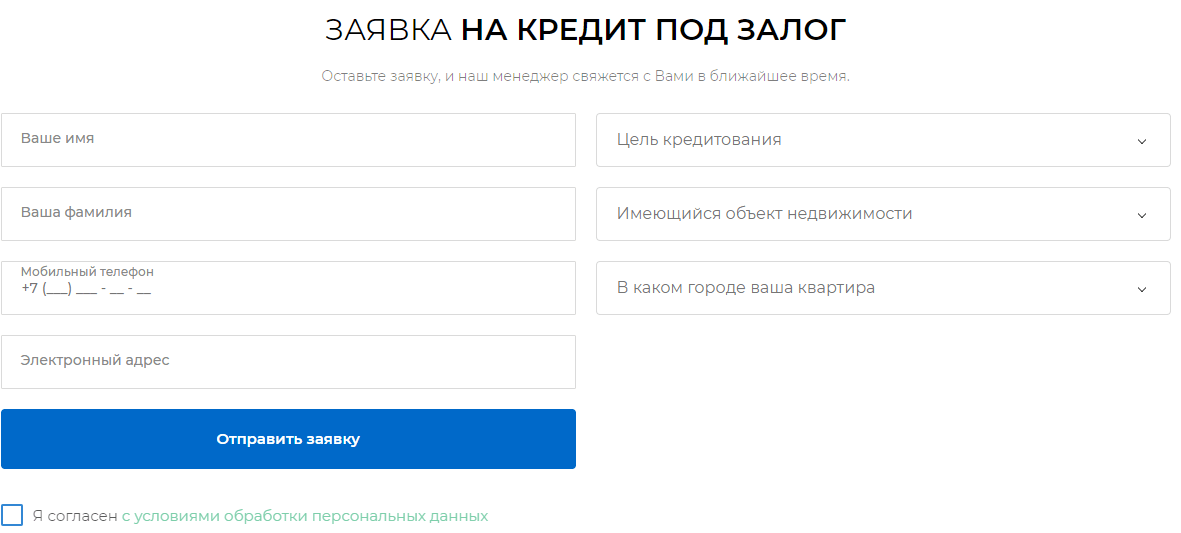 ЗАЯВКА НА КРЕДИТ ПОД ЗАЛОГ
Оставьте заявку, и наш менеджер свяжется с Вами в ближайшее время.
Ваше имя
Цель кредитования
Ваша фамилия
Имеющийся объект недвижимости
Мобильный телефон
+7 (___) ___ - __ - __
В каком городе ваша квартира
Электронный адрес
Отправить заявку
Я согласен с условиями обработки персональных данных